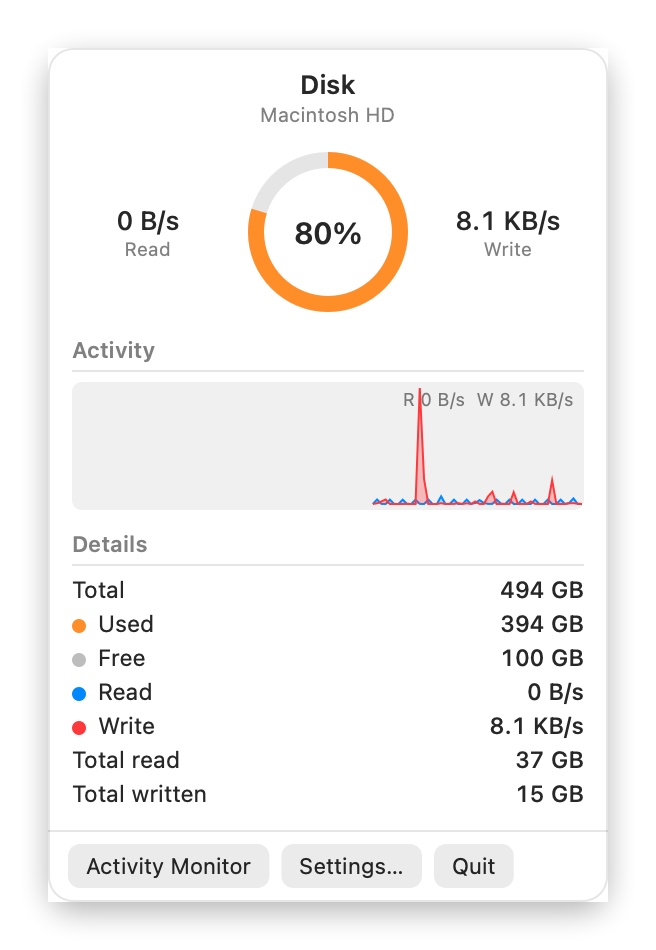 Disk
Macintosh HD
0 B/s
Read
80%
8.1 KB/s
Write
Activity
R 0 B/s W 8.1 KB/s
Details
Total 494 GB
Used 394 GB
Free 100 GB
Read 0 B/s
Write 8.1 KB/s
Total read 37 GB
Total written 15 GB
Activity Monitor Settings... Quit